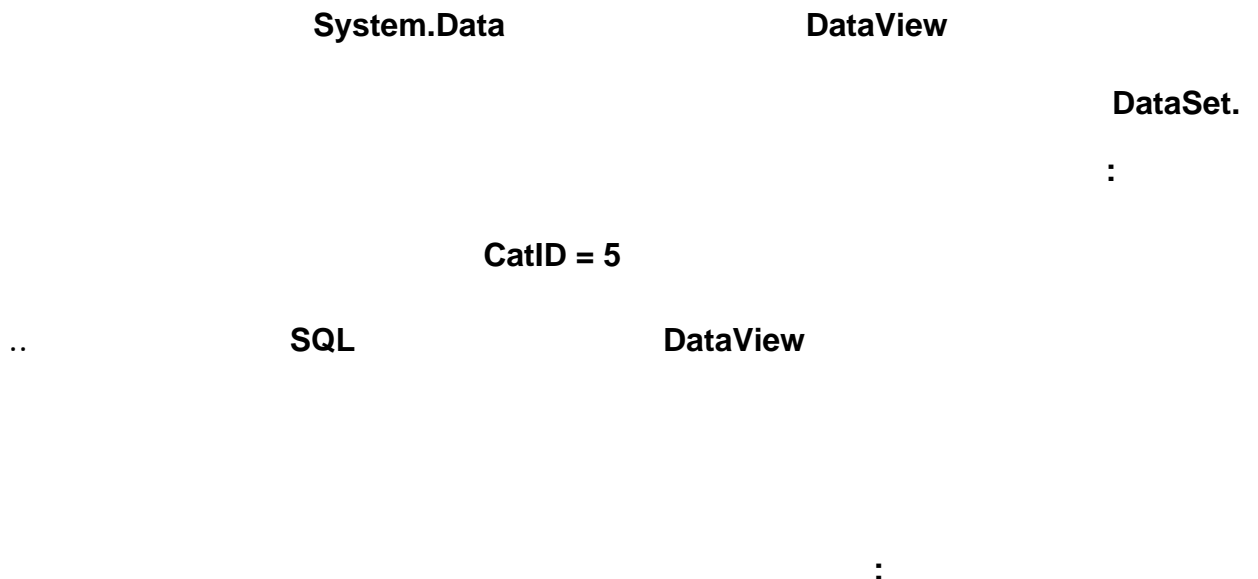 System.Data DataView
DataSet.
:
CatID = 5
.. SQL DataView
: